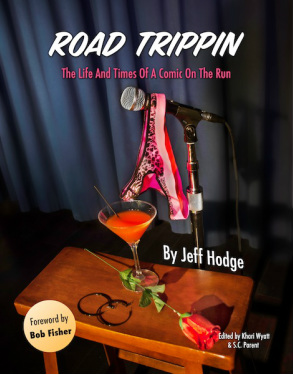 ROAD TRIPPIN
The Life And Times Of A Comic On The Run
By Jeff Hodge
Foreword by
Bob Fisher
Edited by Khari Wyatt
& S.C. Parent